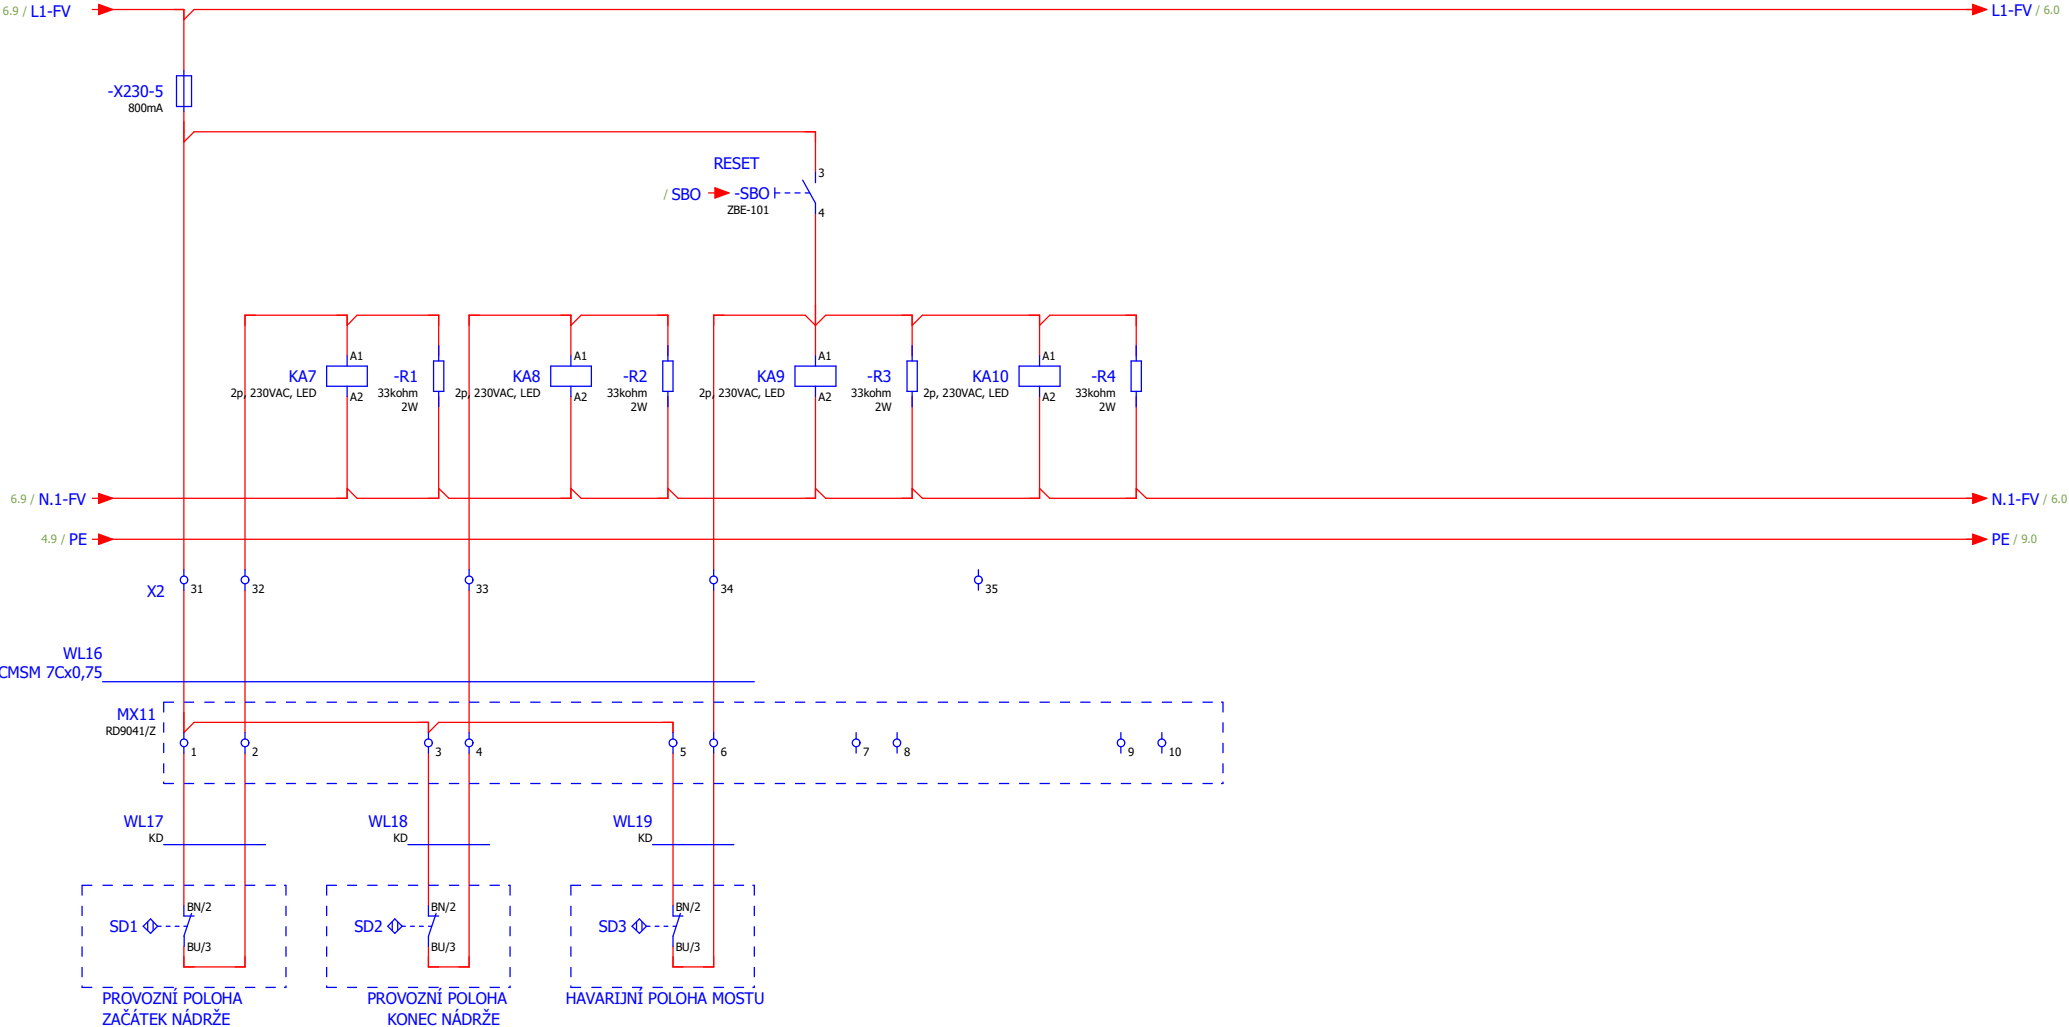 6.9 / L1-FV
L1-FV / 6.0
-X230-5
800mA
RESET
3
/ SBO
-SBO
ZBE-101
4
A1
A1
A1
A1
KA7
-R1
KA8
-R2
KA9
-R3
KA10
-R4
2p, 230VAC, LED
A2
33kohm
2p, 230VAC, LED
A2
33kohm
2p, 230VAC, LED
A2
33kohm
2p, 230VAC, LED
A2
33kohm
2W
2W
2W
2W
6.9 / N.1-FV
N.1-FV / 6.0
4.9 / PE
PE / 9.0
X2
31
32
33
34
35
WL16
CMSM 7Cx0,75
MX11
RD9041/Z
1
2
3
4
5
6
7
8
9
10
WL17
KD
WL18
KD
WL19
KD
BN/2
BN/2
BN/2
SD1
SD2
SD3
BU/3
BU/3
BU/3
PROVOZNÍ POLOHA
ZAČÁTEK NÁDRŽE
PROVOZNÍ POLOHA
KONEC NÁDRŽE
HAVARIJNÍ POLOHA MOSTU